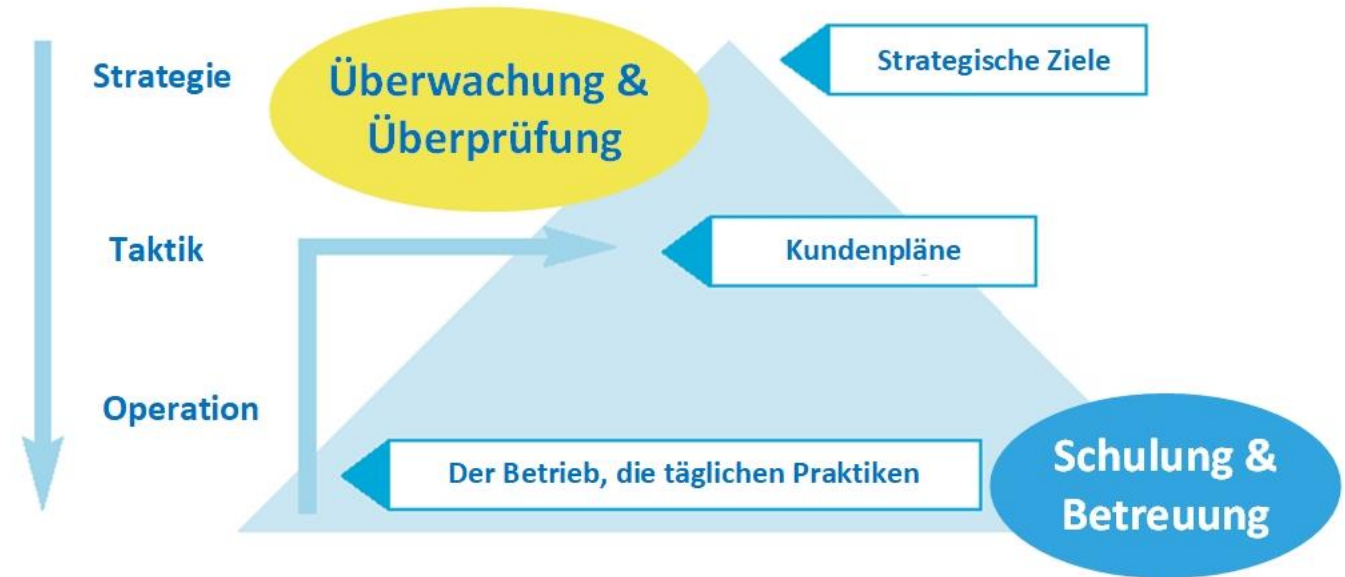 Strategie
Überwachung &
Überprüfung
Strategische Ziele
Taktik
Kundenpläne
Operation
Der Betrieb, die täglichen Praktiken
Schulung &
Betreuung